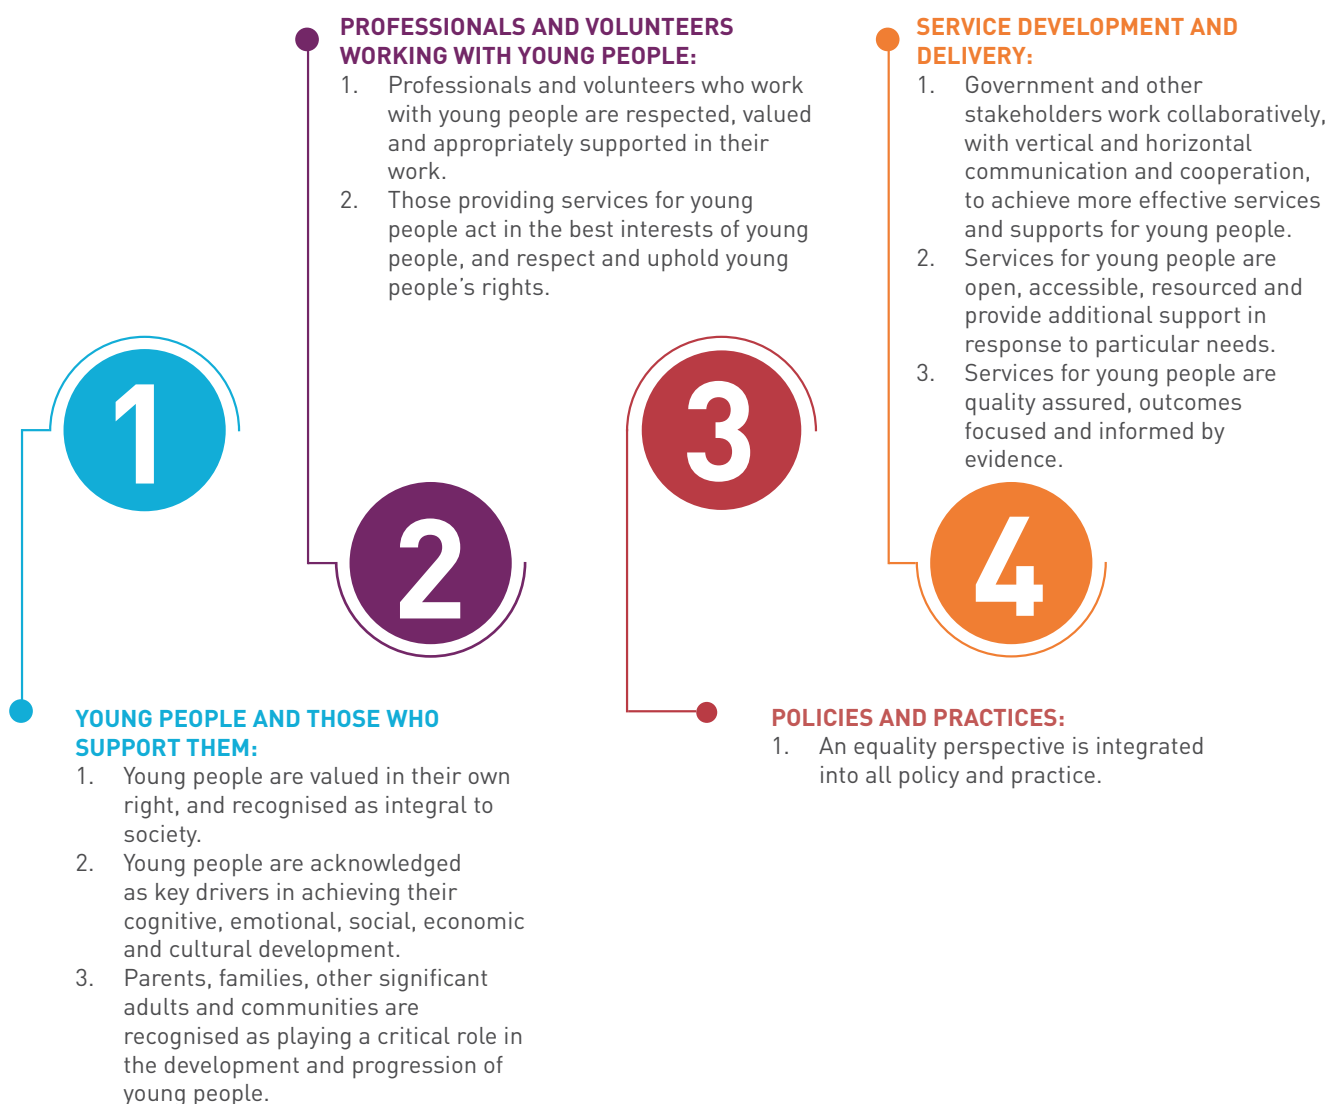 1
YOUNG PEOPLE AND THOSE WHO
SUPPORT THEM:
1. Young people are valued in their own
right, and recognised as integral to
society.
2. Young people are acknowledged
as key drivers in achieving their
cognitive, emotional, social, economic
and cultural development.
3. Parents, families, other significant
adults and communities are
recognised as playing a critical role in
the development and progression of
young people.
2
PROFESSIONALS AND VOLUNTEERS
WORKING WITH YOUNG PEOPLE:
1. Professionals and volunteers who work
with young people are respected, valued
and appropriately supported in their
work.
2. Those providing services for young
people act in the best interests of young
people, and respect and uphold young
people’s rights.
3
POLICIES AND PRACTICES:
1. An equality perspective is integrated
into all policy and practice.
4
SERVICE DEVELOPMENT AND
DELIVERY:
1. Government and other
stakeholders work collaboratively,
with vertical and horizontal
communication and cooperation,
to achieve more effective services
and supports for young people.
2. Services for young people are
open, accessible, resourced and
provide additional support in
response to particular needs.
3. Services for young people are
quality assured, outcomes
focused and informed by
evidence.